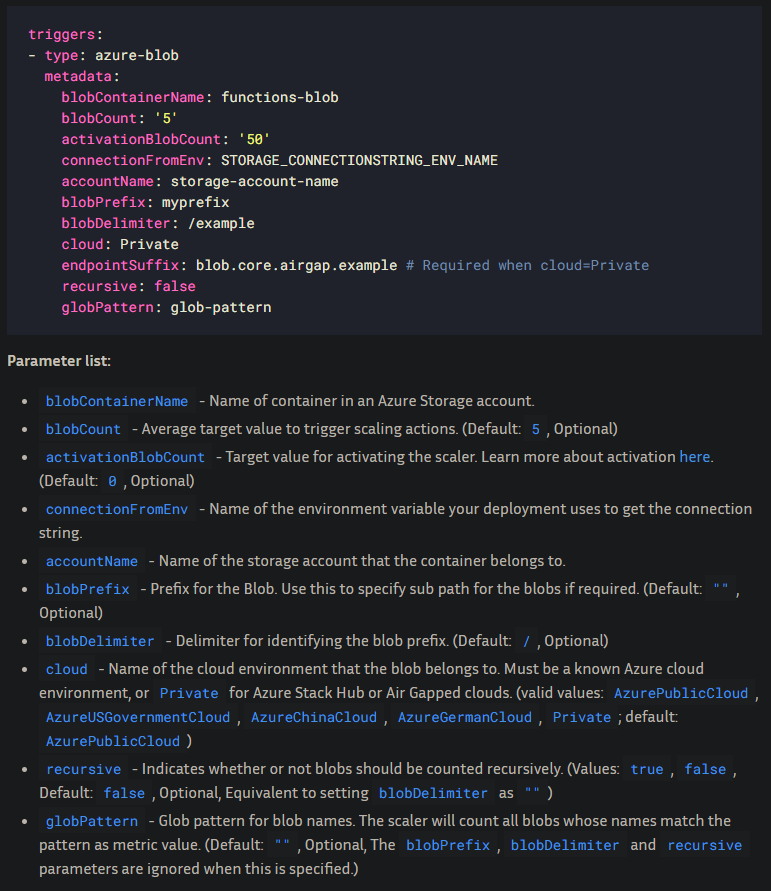 triggers:
- type: azure-blob
  metadata:
    blobContainerName: functions-blob
    blobCount: '5'
    activationBlobCount: '50'
    connectionFromEnv: STORAGE_CONNECTIONSTRING_ENV_NAME
    accountName: storage-account-name
    blobPrefix: myprefix
    blobDelimiter: /example
    cloud: Private
    endpointSuffix: blob.core.airgap.example # Required when cloud=Private
    recursive: false
    globPattern: glob-pattern
Parameter list:
• blobContainerName - Name of container in an Azure Storage account.
• blobCount - Average target value to trigger scaling actions. (Default: 5 , Optional)
• activationBlobCount - Target value for activating the scaler. Learn more about activation here.
(Default: 0 , Optional)
• connectionFromEnv - Name of the environment variable your deployment uses to get the connection
string.
• accountName - Name of the storage account that the container belongs to.
• blobPrefix - Prefix for the Blob. Use this to specify sub path for the blobs if required. (Default: "" ,
Optional)
• blobDelimiter - Delimiter for identifying the blob prefix. (Default: / , Optional)
• cloud - Name of the cloud environment that the blob belongs to. Must be a known Azure cloud
environment, or Private for Azure Stack Hub or Air Gapped clouds. (valid values: AzurePublicCloud ,
AzureUSGovernmentCloud , AzureChinaCloud , AzureGermanCloud , Private ; default:
AzurePublicCloud )
• recursive - Indicates whether or not blobs should be counted recursively. (Values: true , false ,
Default: false , Optional, Equivalent to setting blobDelimiter as "" )
• globPattern - Glob pattern for blob names. The scaler will count all blobs whose names match the
pattern as metric value. (Default: "" , Optional, The blobPrefix , blobDelimiter and recursive
parameters are ignored when this is specified.)